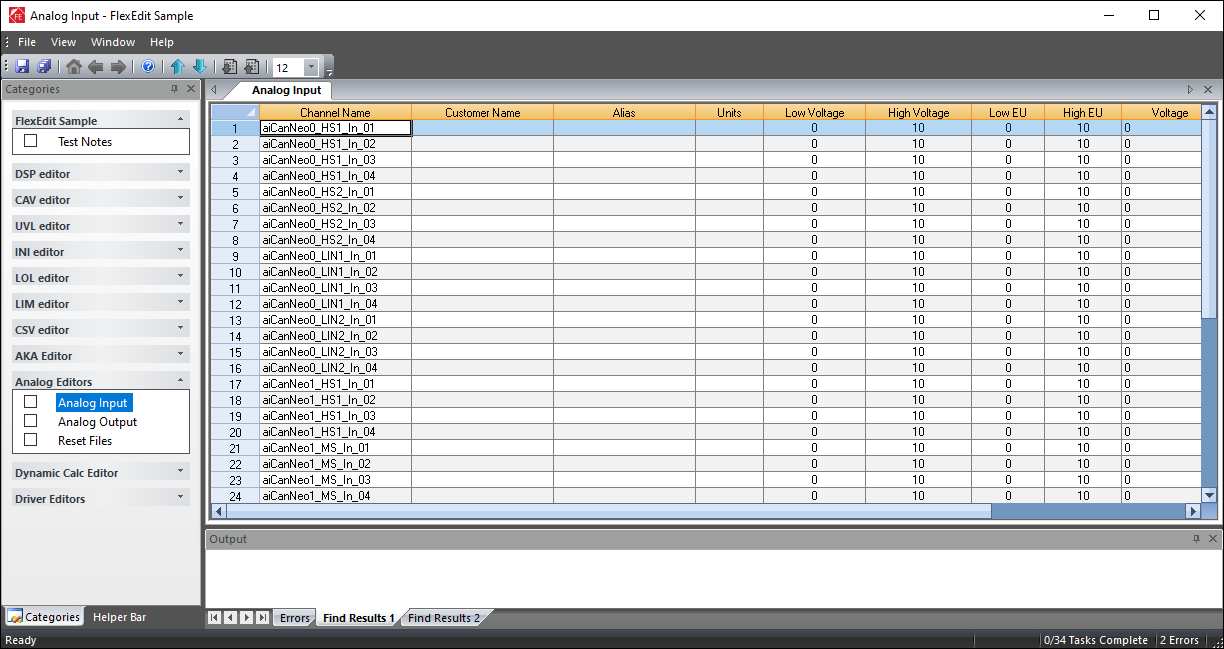 Analog Input - FlexEdit Sample
File View Window Help
12
Categories
FlexEdit Sample
Test Notes
DSP editor
CAV editor
UVL editor
INI editor
LOL editor
LIM editor
CSV editor
AKA Editor
Analog Editors
Analog Input
Analog Output
Reset Files
Dynamic Calc Editor
Driver Editors
Categories Helper Bar
Analog Input
Channel Name Customer Name Alias Units Low Voltage High Voltage Low EU High EU Voltage
1 aiCanNeo0_HS1_In_01 0 10 0 10 0
2 aiCanNeo0_HS1_In_02 0 10 0 10 0
3 aiCanNeo0_HS1_In_03 0 10 0 10 0
4 aiCanNeo0_HS1_In_04 0 10 0 10 0
5 aiCanNeo0_HS2_In_01 0 10 0 10 0
6 aiCanNeo0_HS2_In_02 0 10 0 10 0
7 aiCanNeo0_HS2_In_03 0 10 0 10 0
8 aiCanNeo0_HS2_In_04 0 10 0 10 0
9 aiCanNeo0_LIN1_In_01 0 10 0 10 0
10 aiCanNeo0_LIN1_In_02 0 10 0 10 0
11 aiCanNeo0_LIN1_In_03 0 10 0 10 0
12 aiCanNeo0_LIN1_In_04 0 10 0 10 0
13 aiCanNeo0_LIN2_In_01 0 10 0 10 0
14 aiCanNeo0_LIN2_In_02 0 10 0 10 0
15 aiCanNeo0_LIN2_In_03 0 10 0 10 0
16 aiCanNeo0_LIN2_In_04 0 10 0 10 0
17 aiCanNeo1_HS1_In_01 0 10 0 10 0
18 aiCanNeo1_HS1_In_02 0 10 0 10 0
19 aiCanNeo1_HS1_In_03 0 10 0 10 0
20 aiCanNeo1_HS1_In_04 0 10 0 10 0
21 aiCanNeo1_MS_In_01 0 10 0 10 0
22 aiCanNeo1_MS_In_02 0 10 0 10 0
23 aiCanNeo1_MS_In_03 0 10 0 10 0
24 aiCanNeo1_MS_In_04 0 10 0 10 0
Output
Errors Find Results 1 Find Results 2
Ready 0/34 Tasks Complete 2 Errors